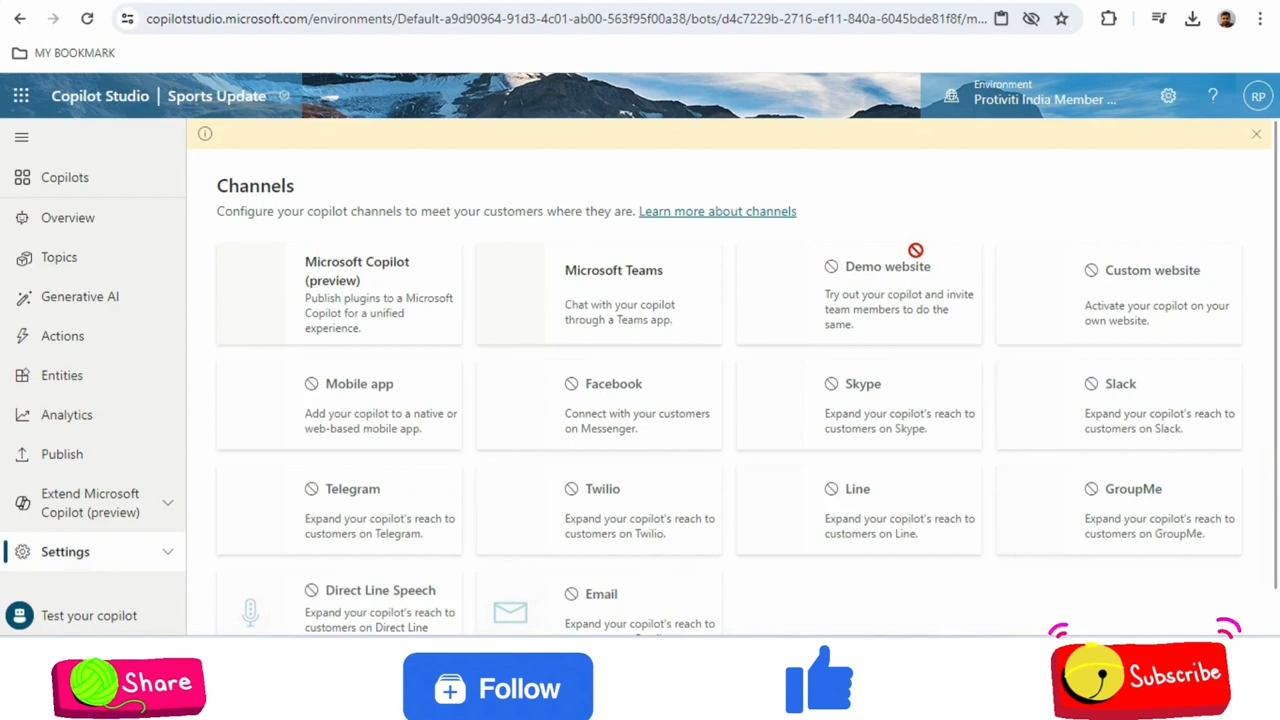 copilotstudio.microsoft.com/environments/Default-a9d90964-91d3-4c01-ab00-563f95f00a38/bots/d4c7229b-2716-ef11-840a-6045bde81f8f/m...
MY BOOKMARK
Copilot Studio | Sports Update
Environment
Protiviti India Member ...
?
RP
Copilots
Overview
Topics
Generative AI
Actions
Entities
Analytics
Publish
Extend Microsoft
Copilot (preview)
Settings
Test your copilot
Channels
Configure your copilot channels to meet your customers where they are. Learn more about channels
Microsoft Copilot
(preview)
Publish plugins to a Microsoft
Copilot for a unified
experience.
Microsoft Teams
Chat with your copilot
through a Teams app.
Demo website
Try out your copilot and invite
team members to do the
same.
Custom website
Activate your copilot on your
own website.
Mobile app
Add your copilot to a native or
web-based mobile app.
Facebook
Connect with your customers
on Messenger.
Skype
Expand your copilot's reach to
customers on Skype.
Slack
Expand your copilot's reach to
customers on Slack.
Telegram
Expand your copilot's reach to
customers on Telegram.
Twilio
Expand your copilot's reach to
customers on Twilio.
Line
Expand your copilot's reach to
customers on Line.
GroupMe
Expand your copilot's reach to
customers on GroupMe.
Direct Line Speech
Expand your copilot's reach to
customers on Direct Line
Email
Expand your copilot's reach to
Share
Follow
Subscribe